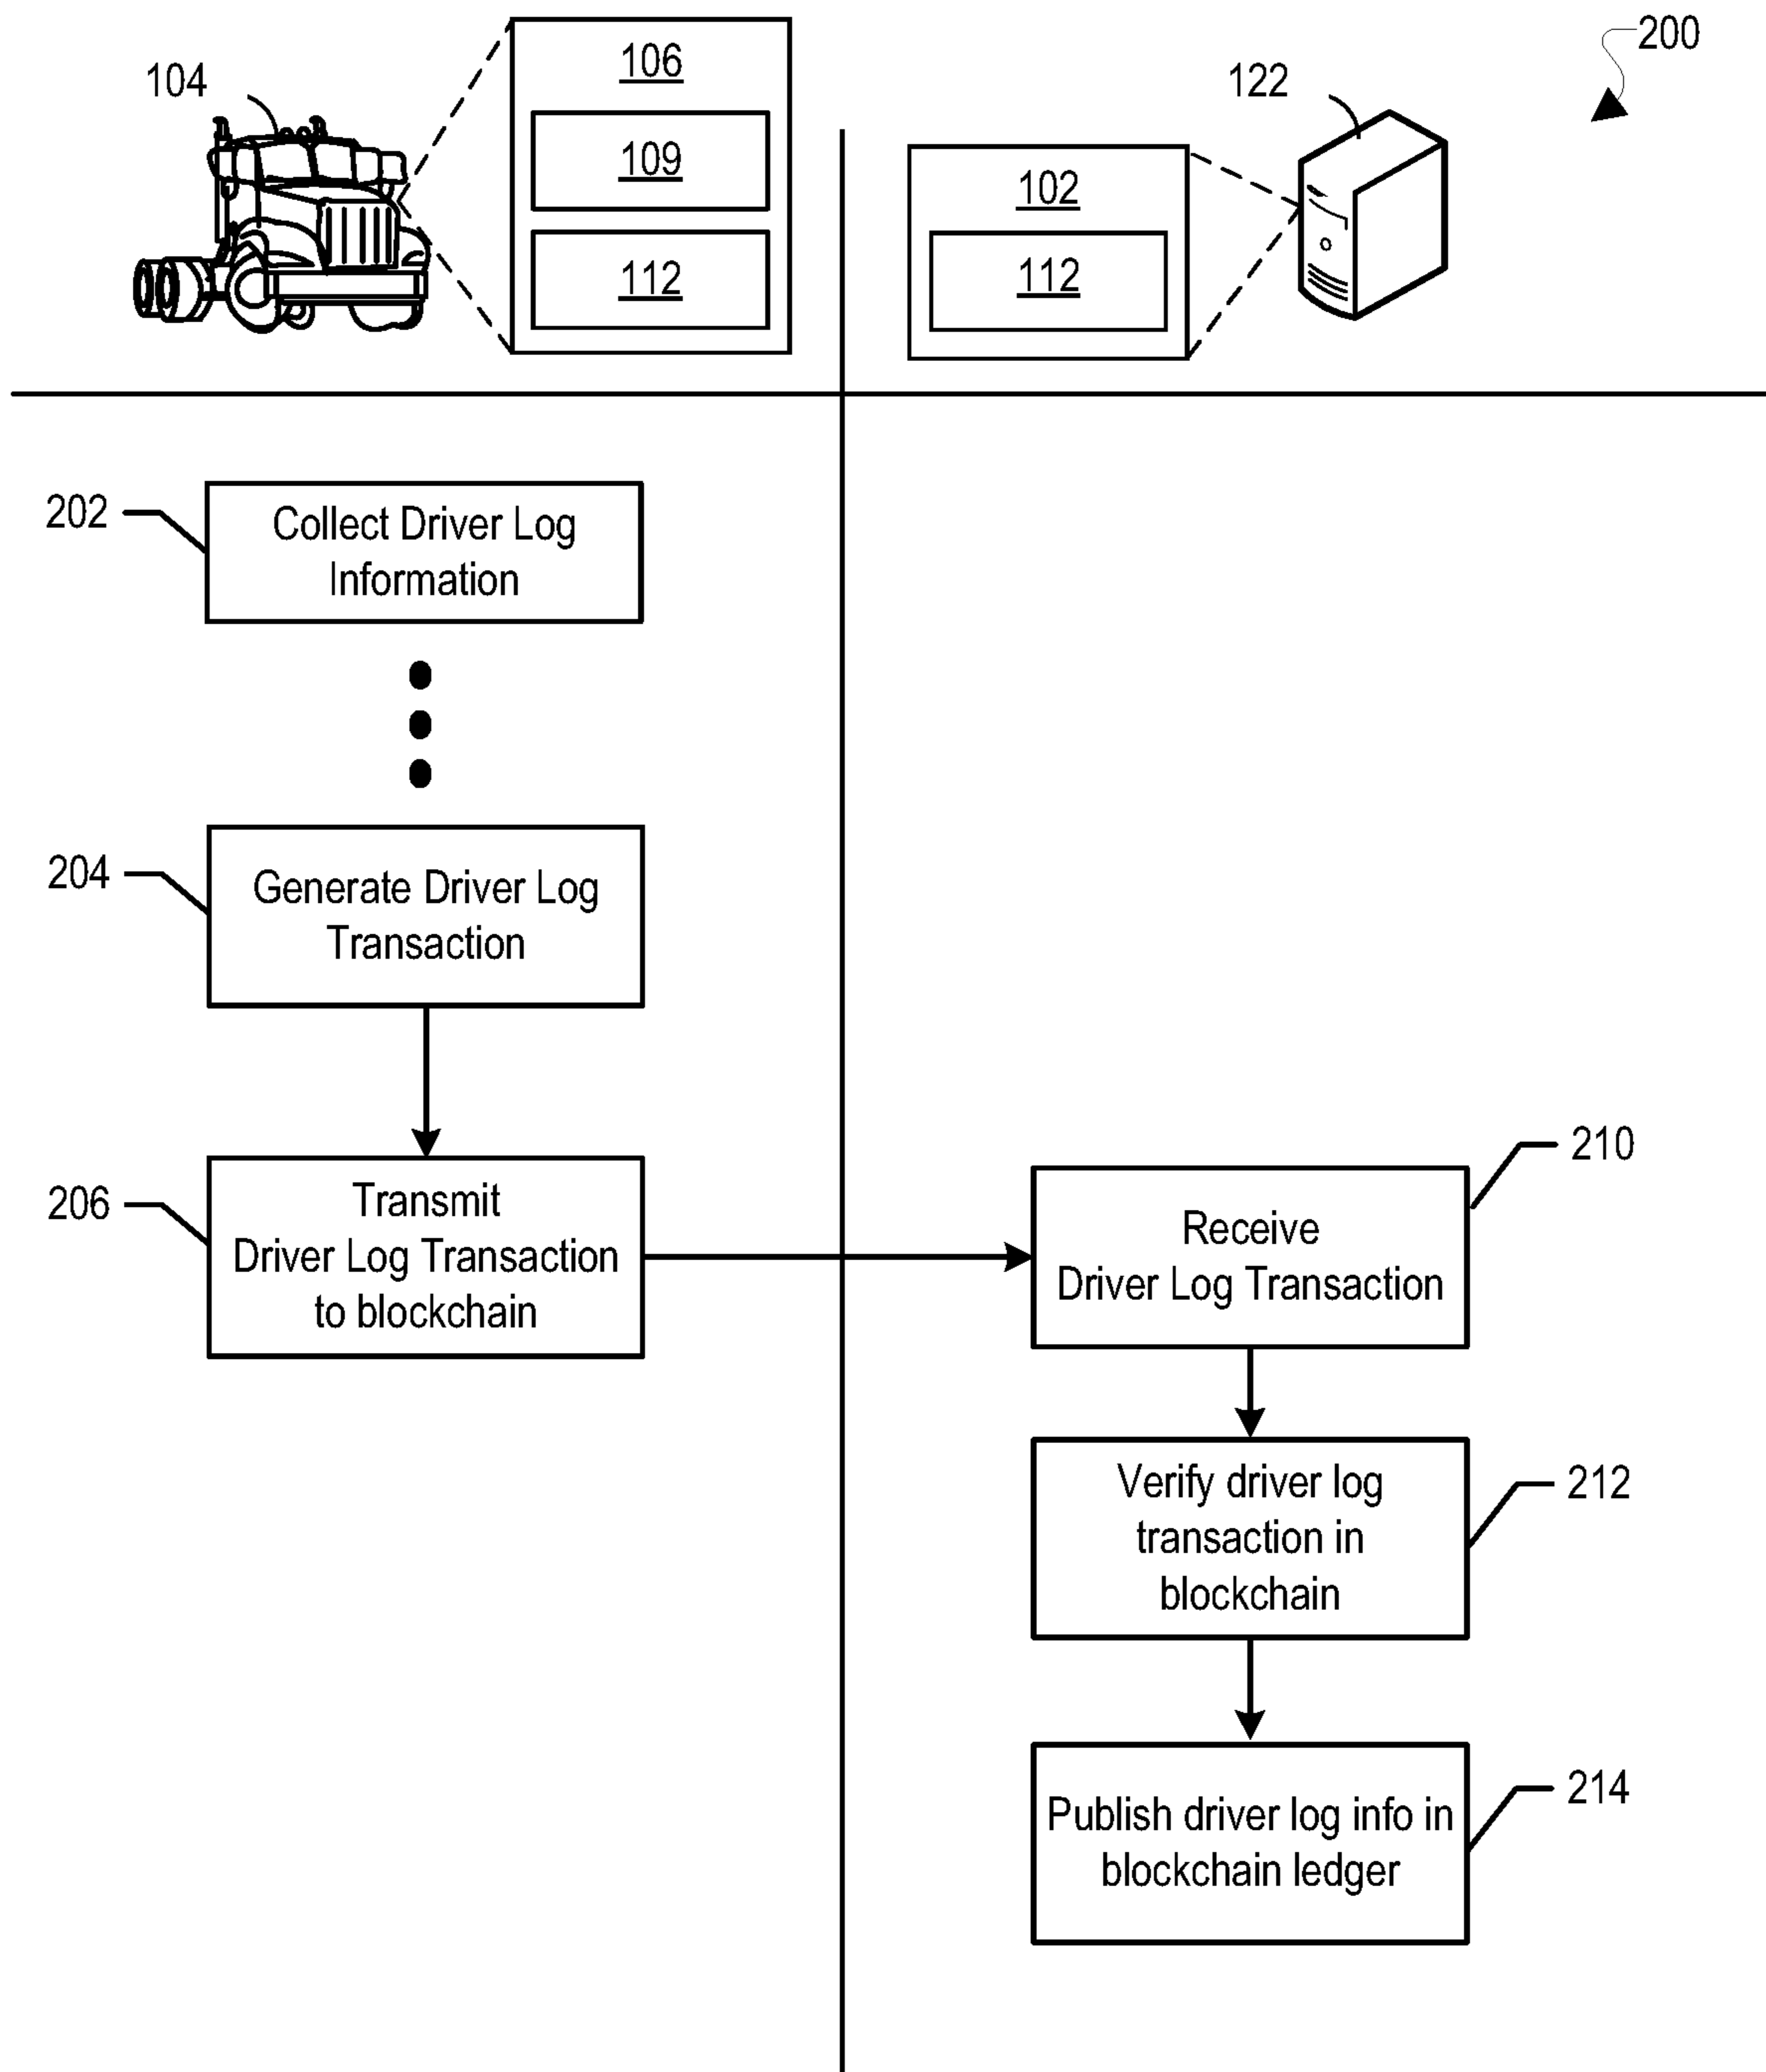 200
104
106
109
112
122
102
112
202
Collect Driver Log
Information
204
Generate Driver Log
Transaction
206
Transmit
Driver Log Transaction
to blockchain
210
Receive
Driver Log Transaction
212
Verify driver log
transaction in
blockchain
214
Publish driver log info in
blockchain ledger